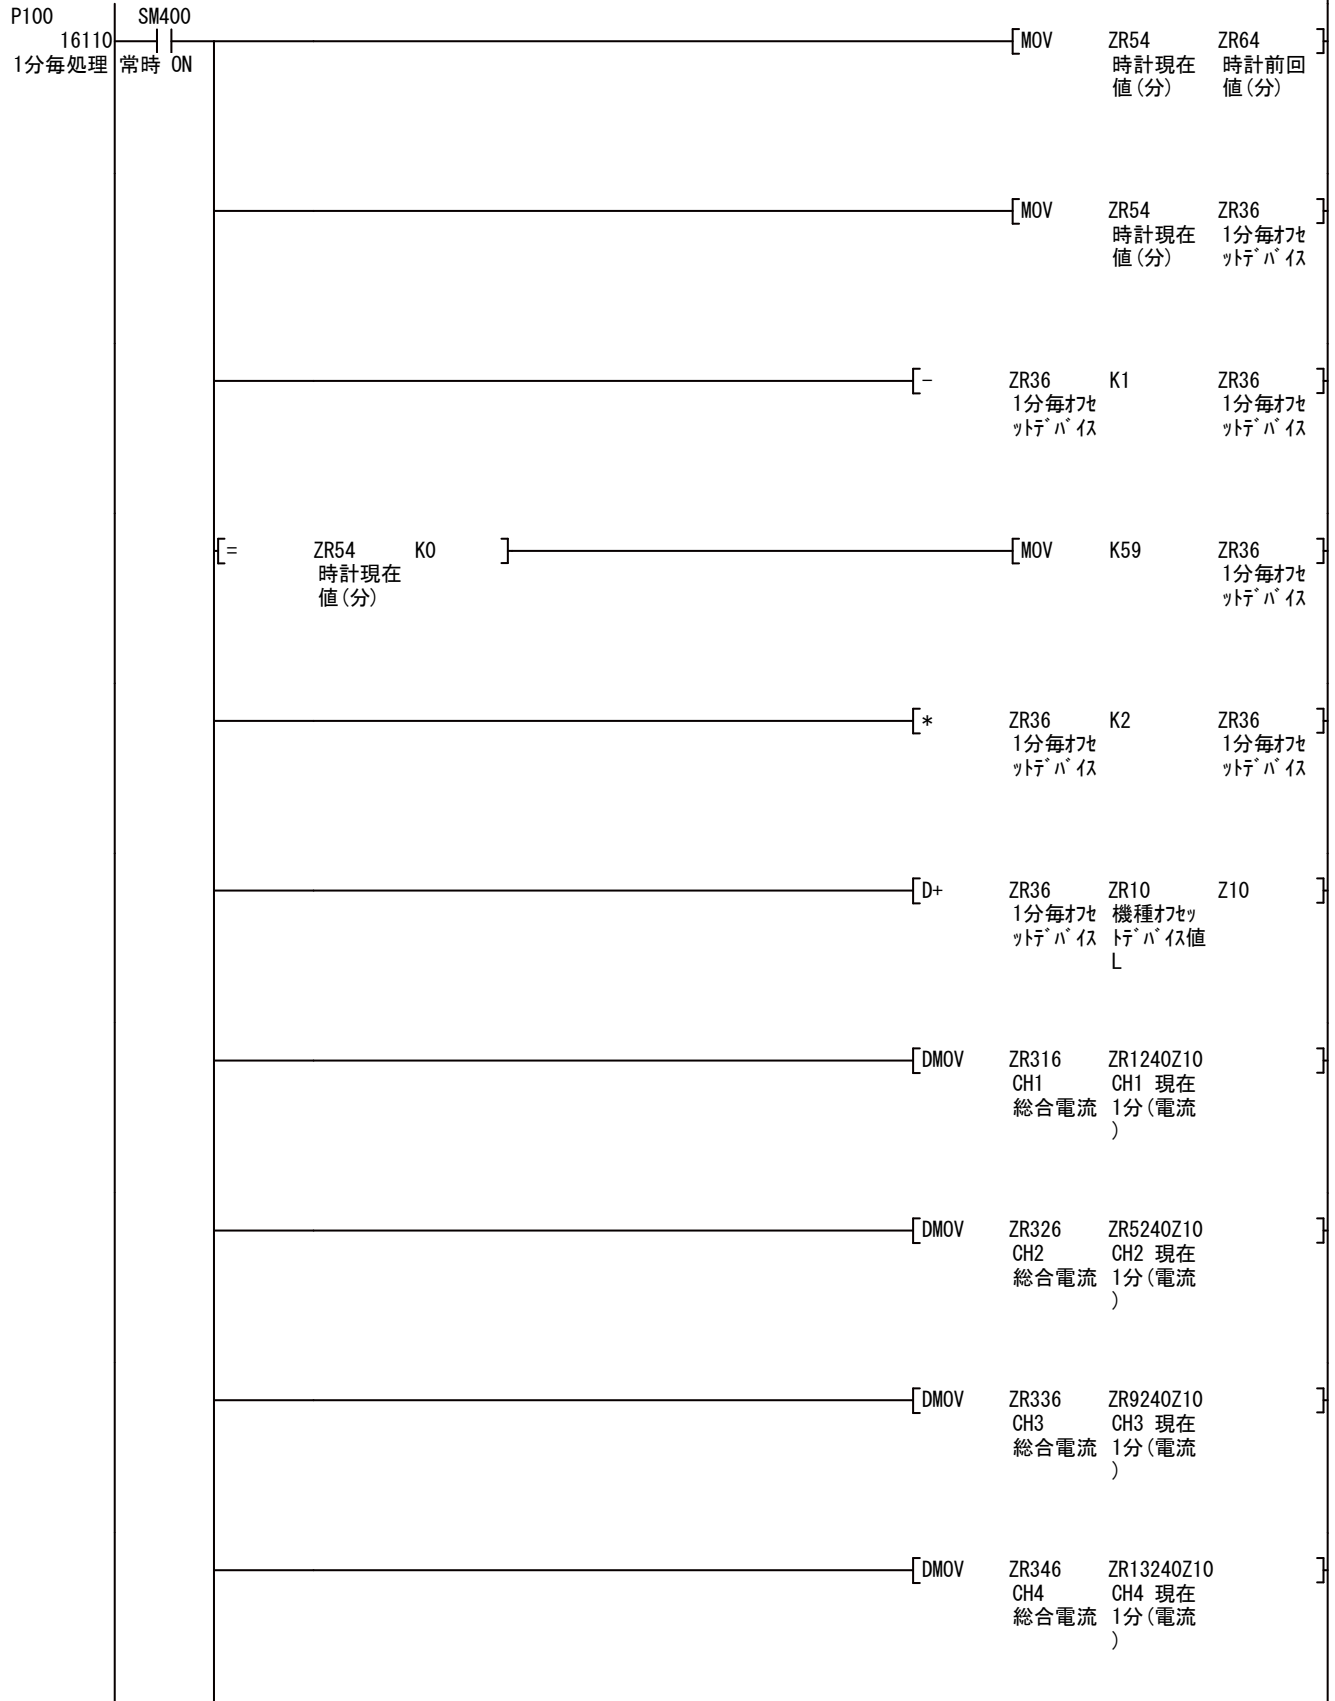 P100 SM400
16110 [MOV ZR54 ZR64 ]
1分毎処理 常時 ON 時計現在 時計前回
値(分) 値(分)
[MOV ZR54 ZR36 ]
時計現在 1分毎ｵﾌｾ
値(分) ｯﾄﾃﾞﾊﾞｲｽ
[- ZR36 K1 ZR36 ]
1分毎ｵﾌｾ 1分毎ｵﾌｾ
ｯﾄﾃﾞﾊﾞｲｽ ｯﾄﾃﾞﾊﾞｲｽ
[= ZR54 K0 ] [MOV K59 ZR36 ]
時計現在 1分毎ｵﾌｾ
値(分) ｯﾄﾃﾞﾊﾞｲｽ
[* ZR36 K2 ZR36 ]
1分毎ｵﾌｾ 1分毎ｵﾌｾ
ｯﾄﾃﾞﾊﾞｲｽ ｯﾄﾃﾞﾊﾞｲｽ
[D+ ZR36 ZR10 Z10 ]
1分毎ｵﾌｾ 機種ｵﾌｾｯ
ｯﾄﾃﾞﾊﾞｲｽ ﾄﾃﾞﾊﾞｲｽ値
L
[DMOV ZR316 ZR1240Z10 ]
CH1 CH1 現在
総合電流 1分(電流
)
[DMOV ZR326 ZR5240Z10 ]
CH2 CH2 現在
総合電流 1分(電流
)
[DMOV ZR336 ZR9240Z10 ]
CH3 CH3 現在
総合電流 1分(電流
)
[DMOV ZR346 ZR13240Z10 ]
CH4 CH4 現在
総合電流 1分(電流
)